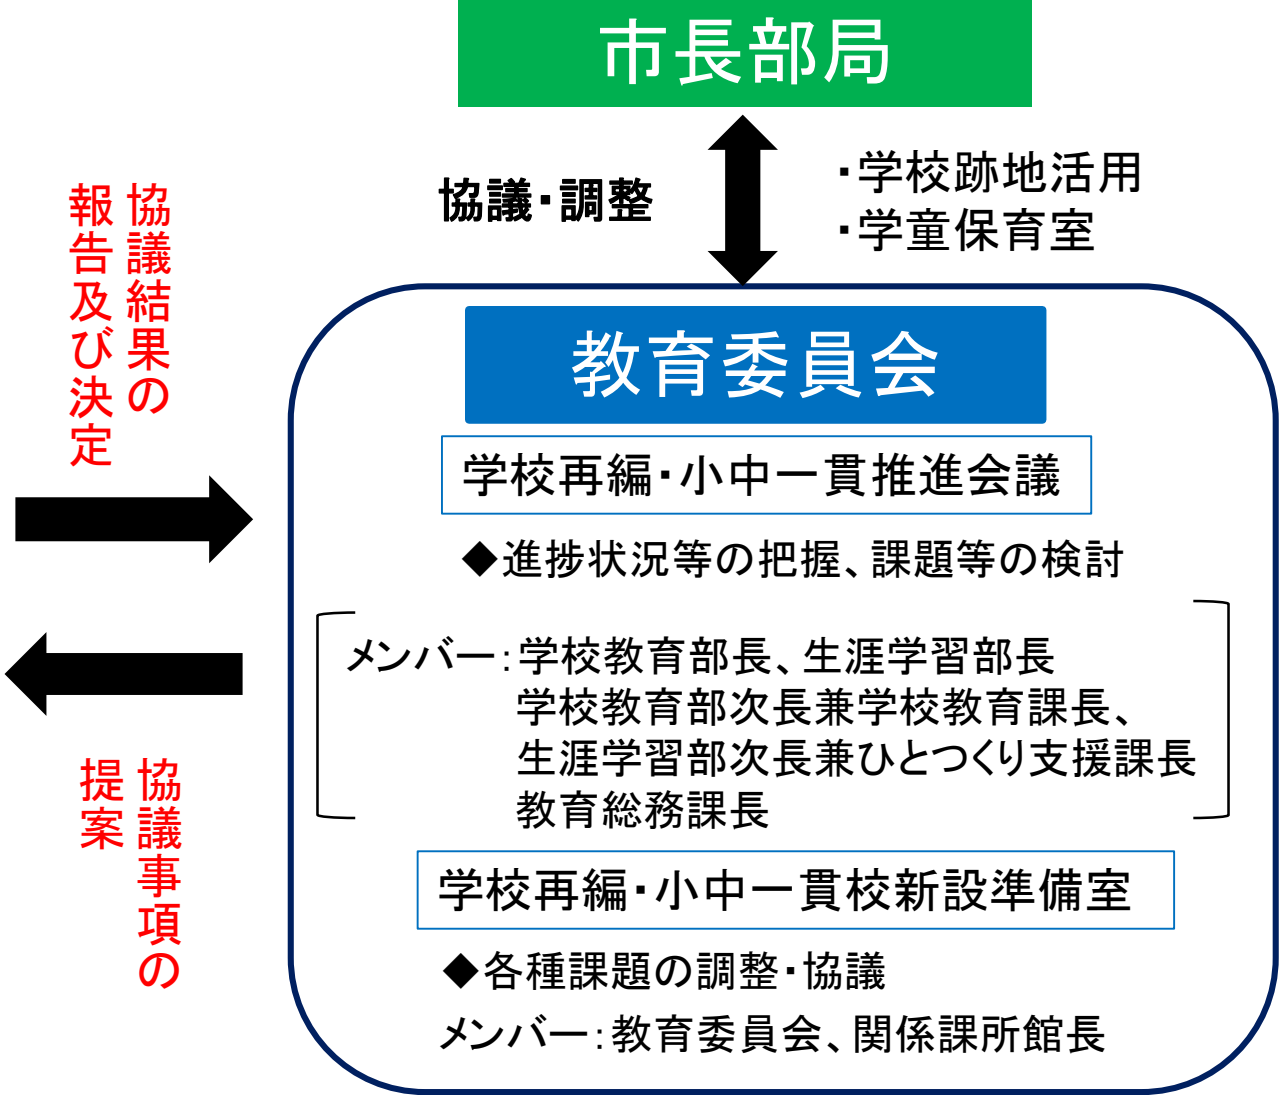 市長部局
協議・調整
・学校跡地活用
・学童保育室
協議結果の
報告及び決定
教育委員会
学校再編・小中一貫推進会議
◆進捗状況等の把握、課題等の検討
メンバー：学校教育部長、生涯学習部長
学校教育部次長兼学校教育課長、
生涯学習部次長兼ひとつくり支援課長
教育総務課長
協議事項の
提案
学校再編・小中一貫校新設準備室
◆各種課題の調整・協議
メンバー：教育委員会、関係課所館長